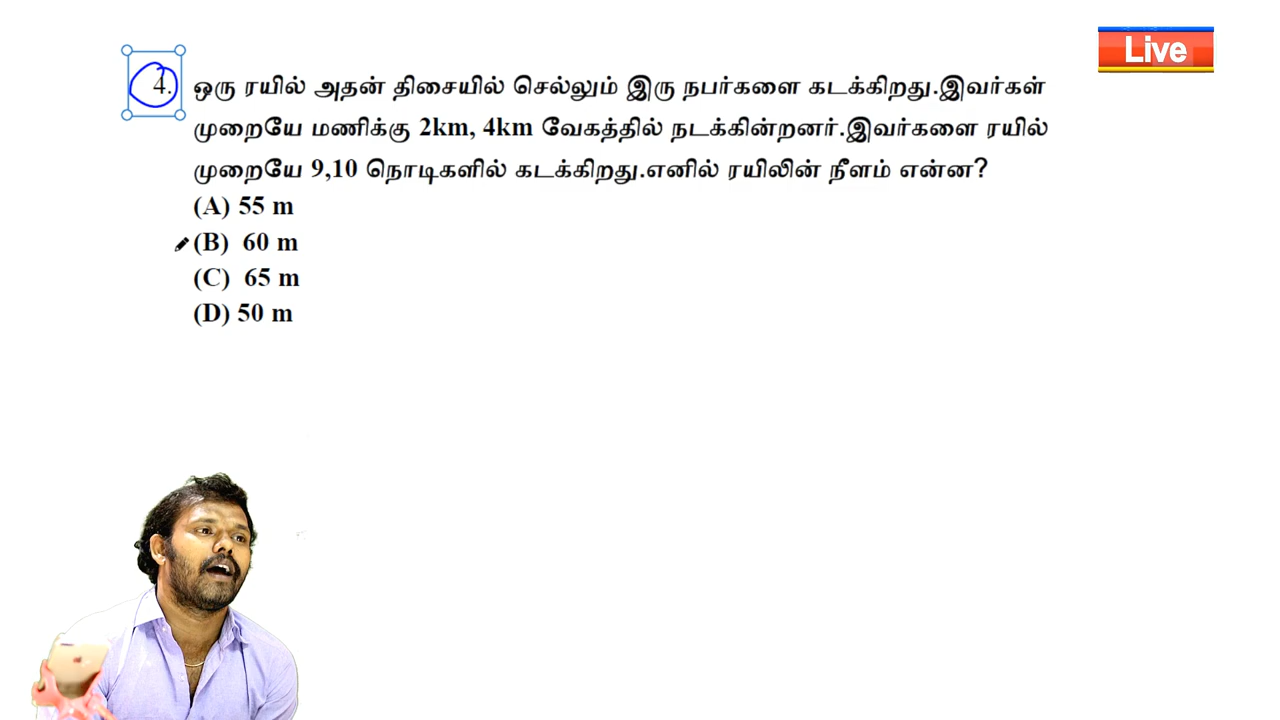 Live
4. ஒரு ரயில் அதன் திசையில் செல்லும் இரு நபர்களை கடக்கிறது.இவர்கள்
முறையே மணிக்கு 2km, 4km வேகத்தில் நடக்கின்றனர்.இவர்களை ரயில்
முறையே 9,10 நொடிகளில் கடக்கிறது.எனில் ரயிலின் நீளம் என்ன?
(A) 55 m
(B) 60 m
(C) 65 m
(D) 50 m